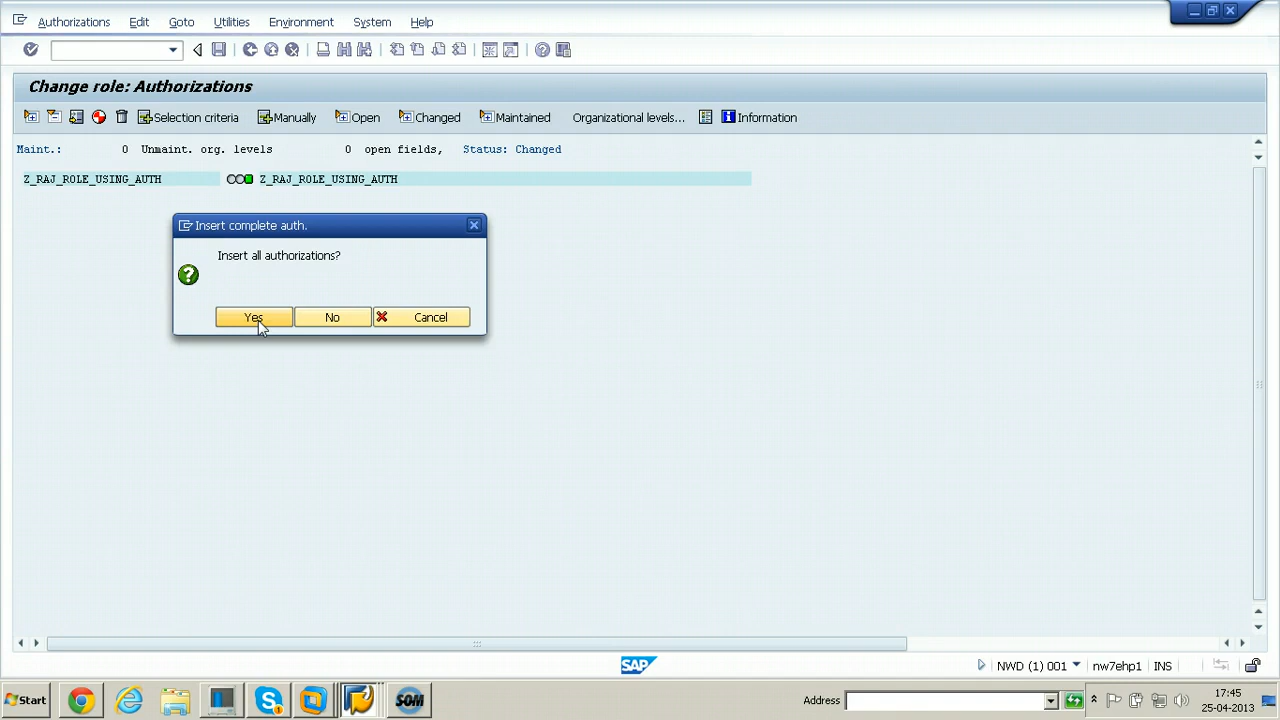 Authorizations Edit Goto Utilities Environment System Help
Change role: Authorizations
Selection criteria Manually Open Changed Maintained Organizational levels... Information
Maint.: 0 Unmaint. org. levels 0 open fields, Status: Changed
Z_RAJ_ROLE_USING_AUTH Z_RAJ_ROLE_USING_AUTH
Insert complete auth.
Insert all authorizations?
Yes No Cancel
SAP NWD (1) 001 nw7ehp1 INS
Start SOM Address 17:45
25-04-2013